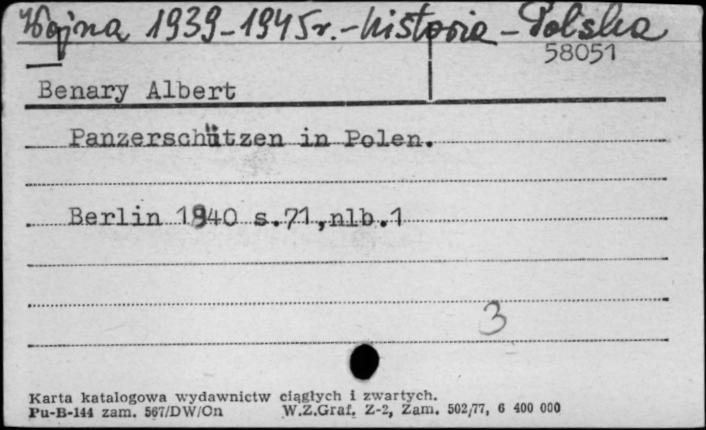 Wojna 1939-1945r.-historia - Polska
58051
Benary Albert
Panzerschützen in Polen.
Berlin 1940 s.71,nlb.1
3
Karta katalogowa wydawnictw ciągłych i zwartych.
Pu-B-144 zam. 567/DW/On W.Z.Graf. Z-2, Zam. 502/77, 6 400 000